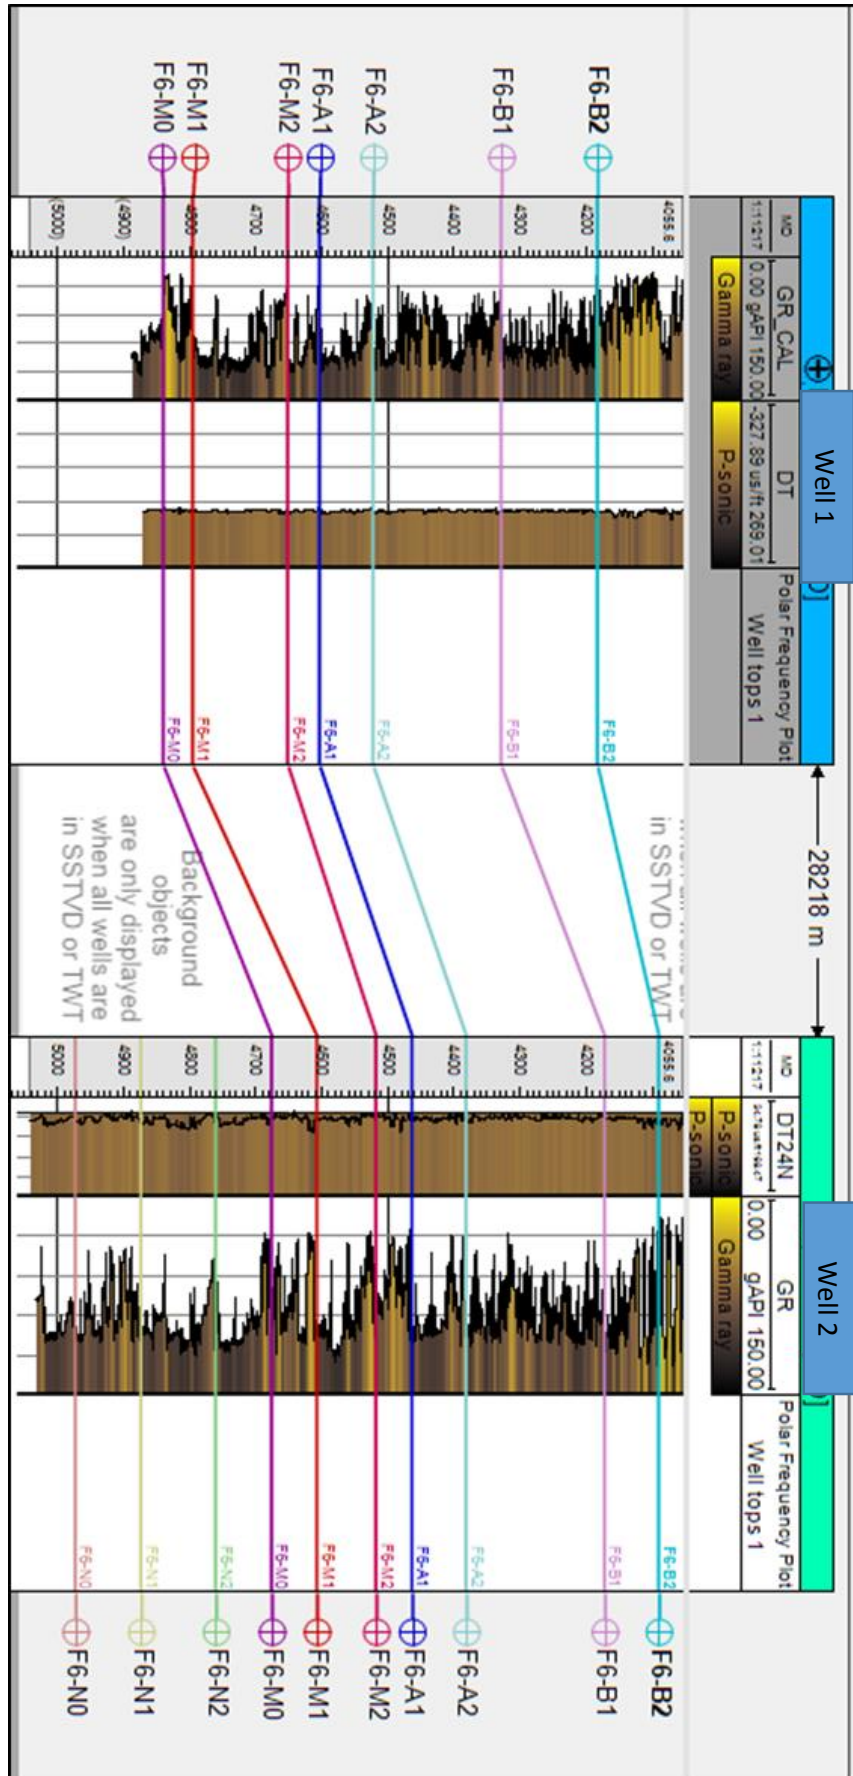 Well 1
28218 m
Well 2
MD
1:11217
GR_CAL
0.00 gAPI 150.00
Gamma ray
DT
-327.89 us/ft 269.01
P-sonic
Polar Frequency Plot
Well tops 1
MD
1:11217
DT24N
P-sonic
P-sonic
GR
0.00 gAPI 150.00
Gamma ray
Polar Frequency Plot
Well tops 1
F6-B2
F6-B1
F6-A2
F6-A1
F6-M2
F6-M1
F6-M0
4055.6
4200
4300
4400
4500
4600
4700
4800
(4900)
(5000)
F6-B2
F6-B1
F6-A2
F6-A1
F6-M2
F6-M1
F6-M0
in SSTVD or TWT
Background
objects
are only displayed
when all wells are
in SSTVD or TWT
4055.6
4200
4300
4400
4500
4600
4700
4800
4900
5000
F6-B2
F6-B1
F6-A2
F6-A1
F6-M2
F6-M1
F6-M0
F6-N2
F6-N1
F6-N0
F6-B2
F6-B1
F6-A2
F6-A1
F6-M2
F6-M1
F6-M0
F6-N2
F6-N1
F6-N0